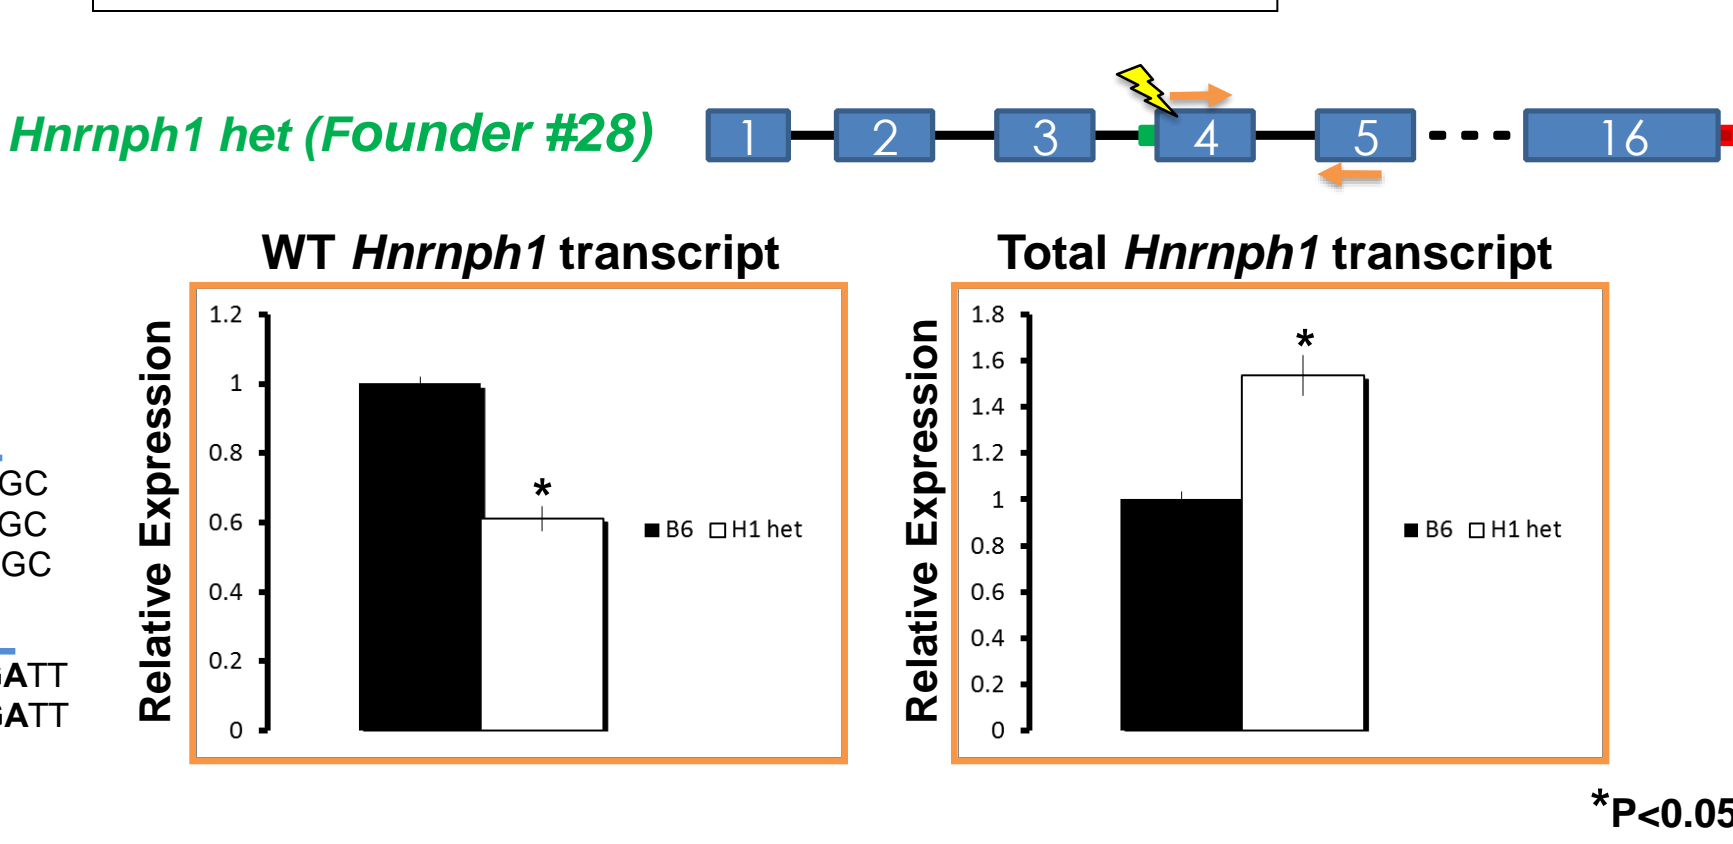 Hnrnph1 het (Founder #28)
1 2 3 4 5 16
WT Hnrnph1 transcript
Total Hnrnph1 transcript
Relative Expression
1.2
1
0.8
0.6
0.4
0.2
0
*
B6 H1 het
Relative Expression
1.8
1.6
1.4
1.2
1
0.8
0.6
0.4
0.2
0
*
B6 H1 het
GC
GC
GC
ATT
ATT
*P<0.05